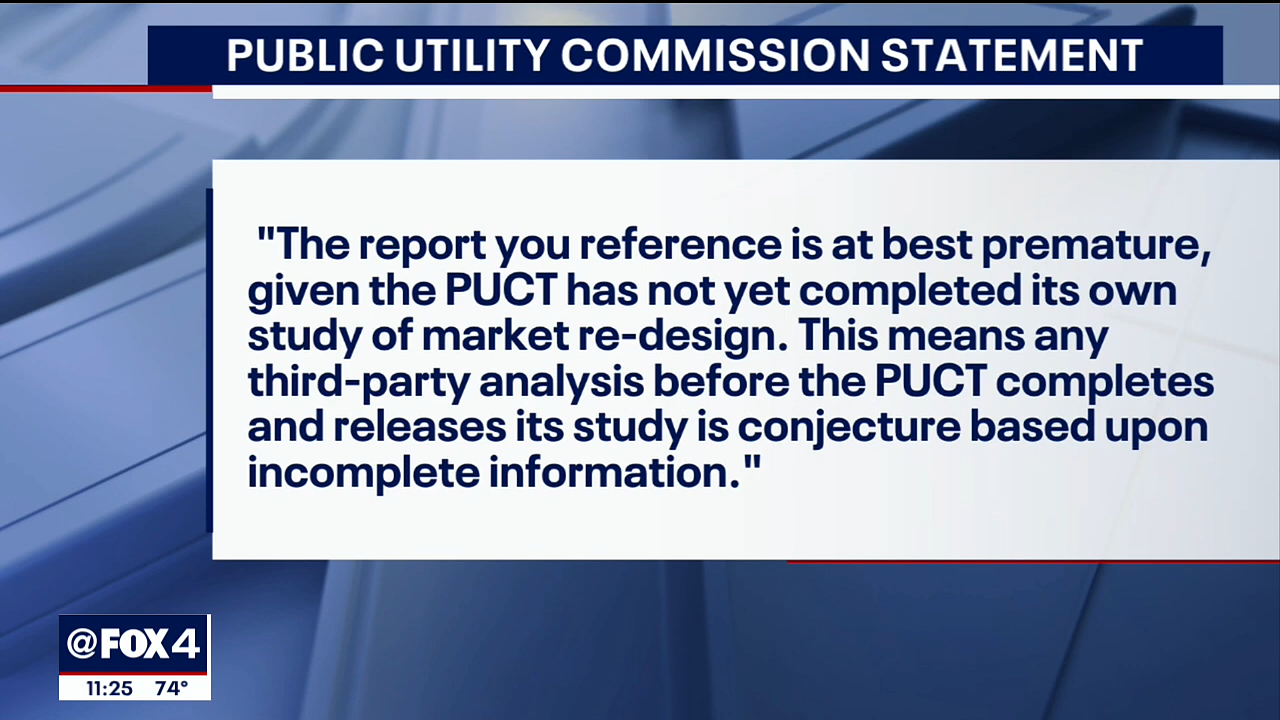 PUBLIC UTILITY COMMISSION STATEMENT
"The report you reference is at best premature,
given the PUCT has not yet completed its own
study of market re-design. This means any
third-party analysis before the PUCT completes
and releases its study is conjecture based upon
incomplete information."
@FOX 4
11:25 74°